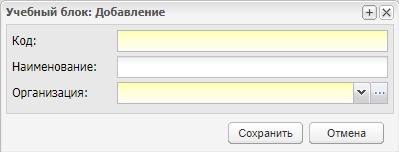 Учебный блок: Добавление
Код:
Наименование:
Организация:
Сохранить Отмена